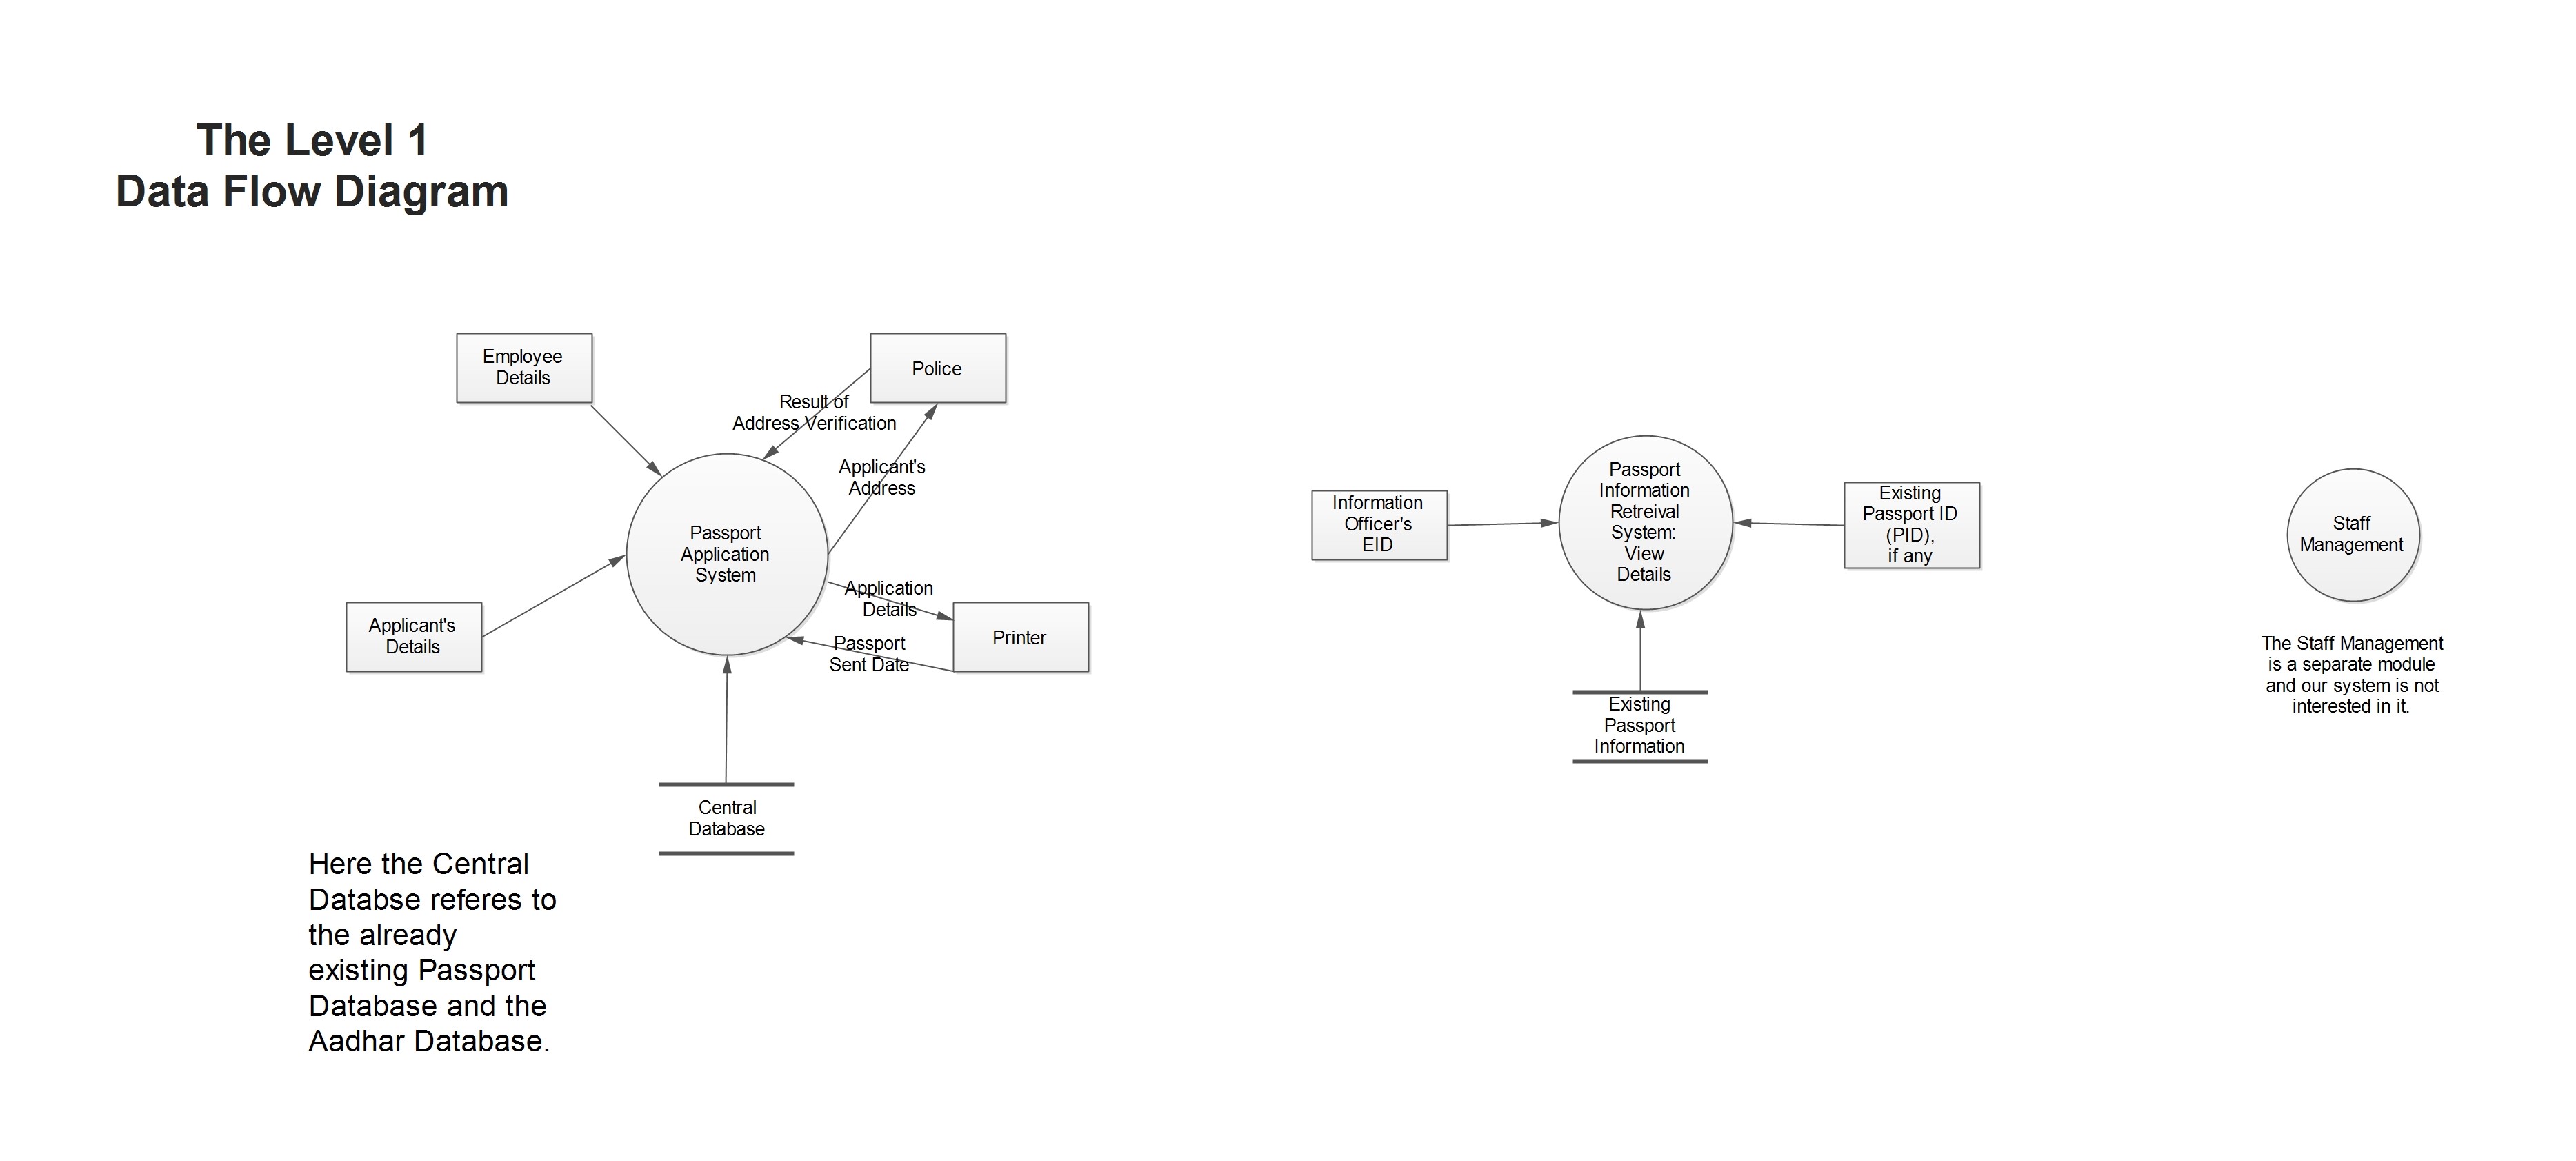 The Level 1
Data Flow Diagram
Employee
Details
Police
Result of
Address Verification
Applicant's
Address
Passport
Application
System
Application
Details
Applicant's
Details
Printer
Passport
Sent Date
Central
Database
Here the Central
Databse referes to
the already
existing Passport
Database and the
Aadhar Database.
Information
Officer's
EID
Passport
Information
Retreival
System:
View
Details
Existing
Passport ID
(PID),
if any
Existing
Passport
Information
Staff
Management
The Staff Management
is a separate module
and our system is not
interested in it.